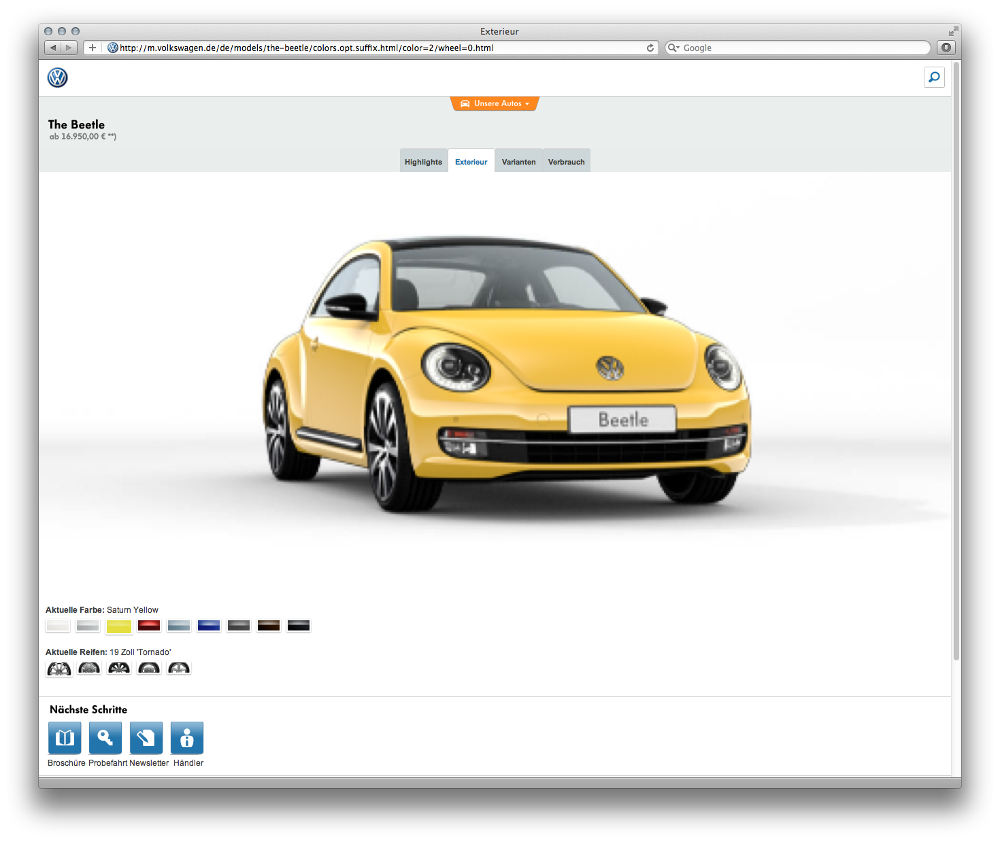 Exterieur
http://m.volkswagen.de/de/models/the-beetle/colors.opt.suffix.html/color=2/wheel=0.html
Google
Unsere Autos
The Beetle
ab 16.950,00 € **)
Highlights Exterieur Varianten Verbrauch
Beetle
Aktuelle Farbe: Saturn Yellow
Aktuelle Reifen: 19 Zoll 'Tornado'
Nächste Schritte
Broschüre Probefahrt Newsletter Händler